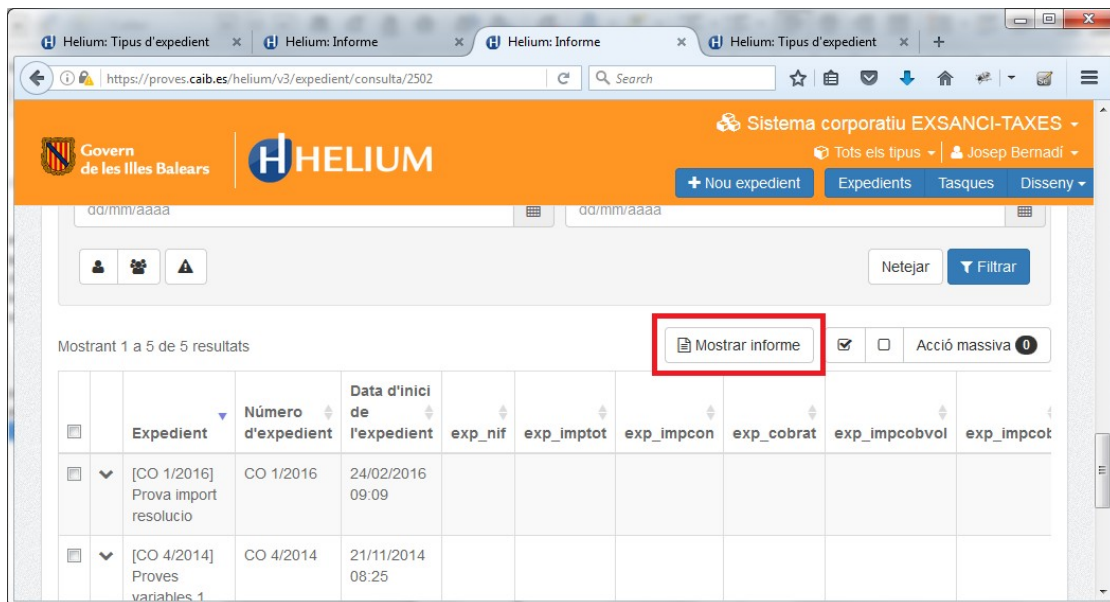 Helium: Tipus d'expedient
Helium: Informe
Helium: Informe
Helium: Tipus d'expedient
https://proves.caib.es/helium/v3/expedient/consulta/2502
Search
Govern
de les Illes Balears
HELIUM
Sistema corporatiu EXSANCI-TAXES
Tots els tipus
Josep Bernadí
Nou expedient
Expedients
Tasques
Disseny
dd/mm/aaaa
dd/mm/aaaa
Netejar
Filtrar
Mostrant 1 a 5 de 5 resultats
Mostrar informe
Acció massiva 0
Expedient
Número
d'expedient
Data d'inici
de
l'expedient
exp_nif
exp_imptot
exp_impcon
exp_cobrat
exp_impcobvol
exp_impcob
[CO 1/2016]
Prova import
resolucio
CO 1/2016
24/02/2016
09:09
[CO 4/2014]
Proves
variables 1
CO 4/2014
21/11/2014
08:25